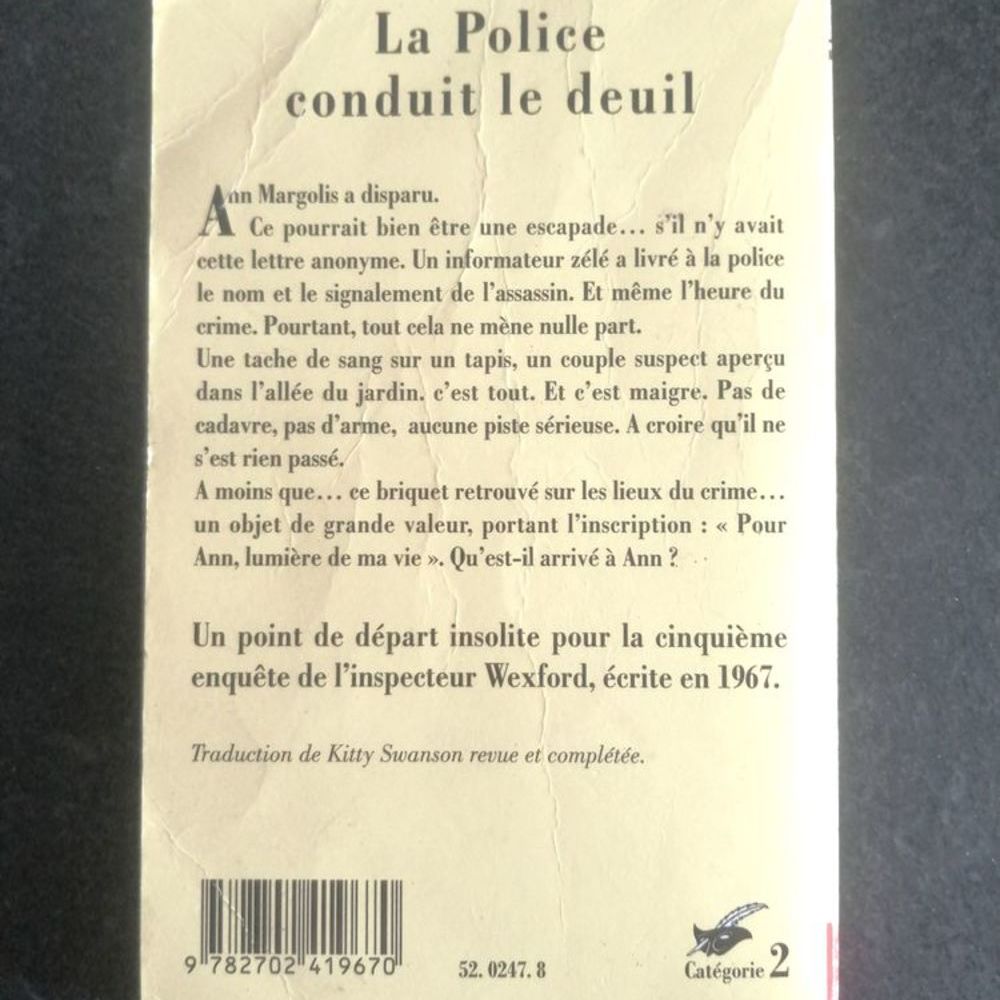 La Police
conduit le deuil
Ann Margolis a disparu.
Ce pourrait bien être une escapade... s'il n'y avait
cette lettre anonyme. Un informateur zélé a livré à la police
le nom et le signalement de l'assassin. Et même l'heure du
crime. Pourtant, tout cela ne mène nulle part.
Une tache de sang sur un tapis, un couple suspect aperçu
dans l'allée du jardin. c'est tout. Et c'est maigre. Pas de
cadavre, pas d'arme, aucune piste sérieuse. A croire qu'il ne
s'est rien passé.
A moins que... ce briquet retrouvé sur les lieux du crime...
un objet de grande valeur, portant l'inscription : « Pour
Ann, lumière de ma vie ». Qu'est-il arrivé à Ann ?
Un point de départ insolite pour la cinquième
enquête de l'inspecteur Wexford, écrite en 1967.
Traduction de Kitty Swanson revue et complétée.
9 782702 419670
52. 0247. 8
Catégorie 2